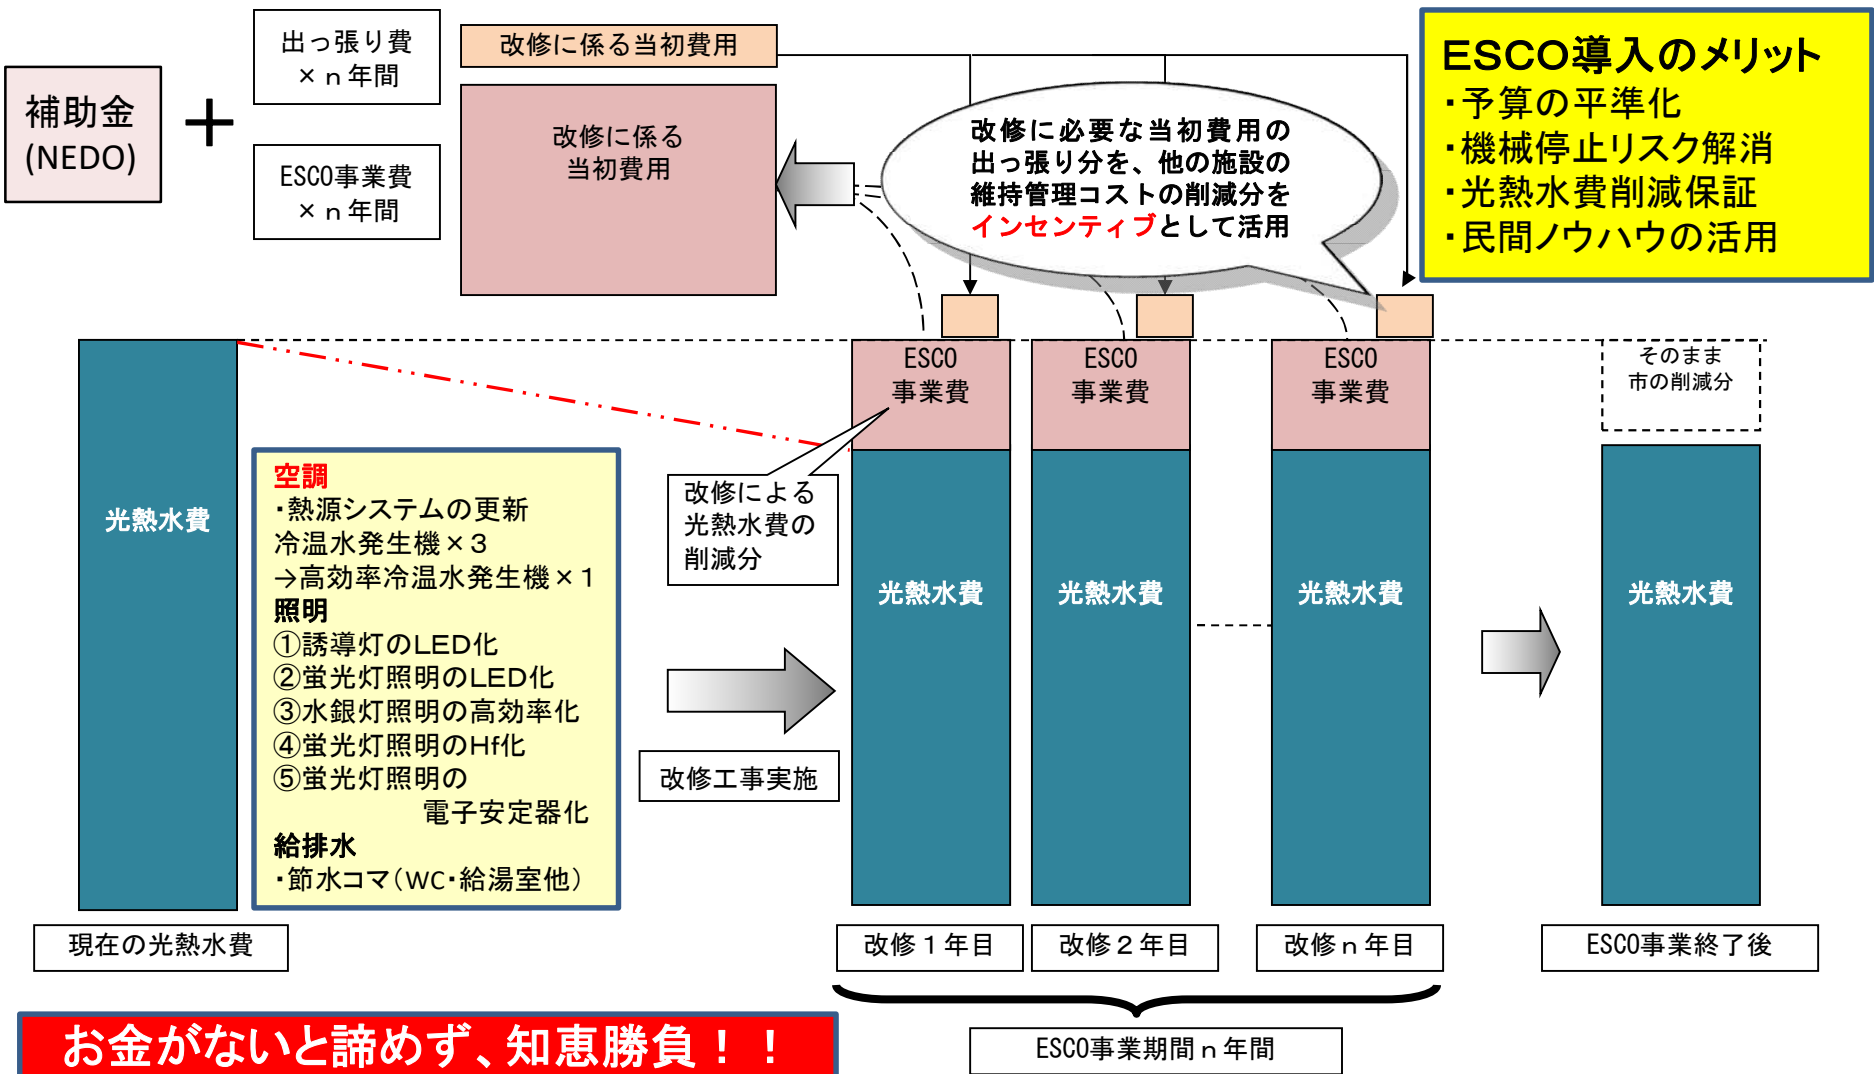 補助金
(NEDO)
＋
出っ張り費
×ｎ年間
ESCO事業費
×ｎ年間
改修に係る当初費用
改修に係る
当初費用
改修に必要な当初費用の
出っ張り分を、他の施設の
維持管理コストの削減分を
インセンティブとして活用
ＥＳＣＯ導入のメリット
・予算の平準化
・機械停止リスク解消
・光熱水費削減保証
・民間ノウハウの活用
光熱水費
現在の光熱水費
空調
・熱源システムの更新
冷温水発生機×３
→高効率冷温水発生機×１
照明
①誘導灯のＬＥＤ化
②蛍光灯照明のＬＥＤ化
③水銀灯照明の高効率化
④蛍光灯照明のHf化
⑤蛍光灯照明の
電子安定器化
給排水
・節水コマ（WC・給湯室他）
改修による
光熱水費の
削減分
改修工事実施
ESCO
事業費
光熱水費
改修１年目
ESCO
事業費
光熱水費
改修２年目
ESCO
事業費
光熱水費
改修ｎ年目
そのまま
市の削減分
光熱水費
ESCO事業終了後
ESCO事業期間ｎ年間
お金がないと諦めず、知恵勝負！！